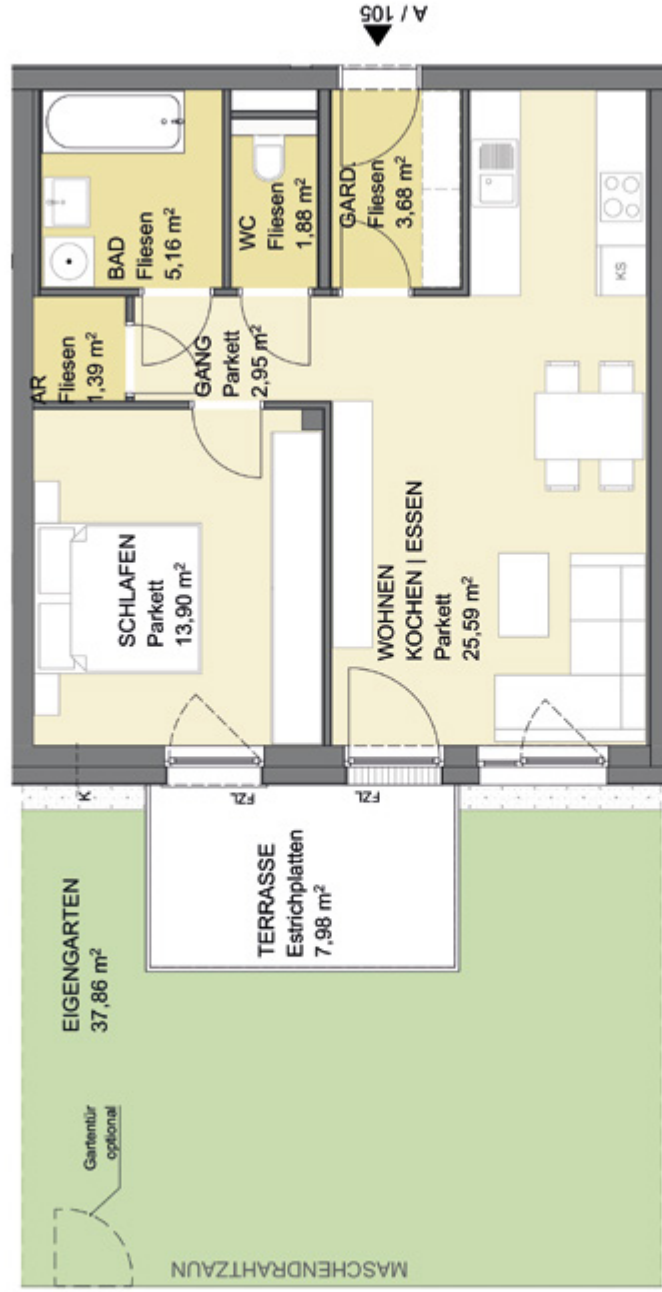 A / 105
BAD
Fliesen
5,16 m²
WC
Fliesen
1,88 m²
GARD.
Fliesen
3,68 m²
AR
Fliesen
1,39 m²
GANG
Parkett
2,95 m²
KS
SCHLAFEN
Parkett
13,90 m²
WOHNEN
KOCHEN | ESSEN
Parkett
25,59 m²
K
FZL
FZL
TERRASSE
Estrichplatten
7,98 m²
EIGENGARTEN
37,86 m²
Gartentür
optional
MASCHENDRAHTZAUN